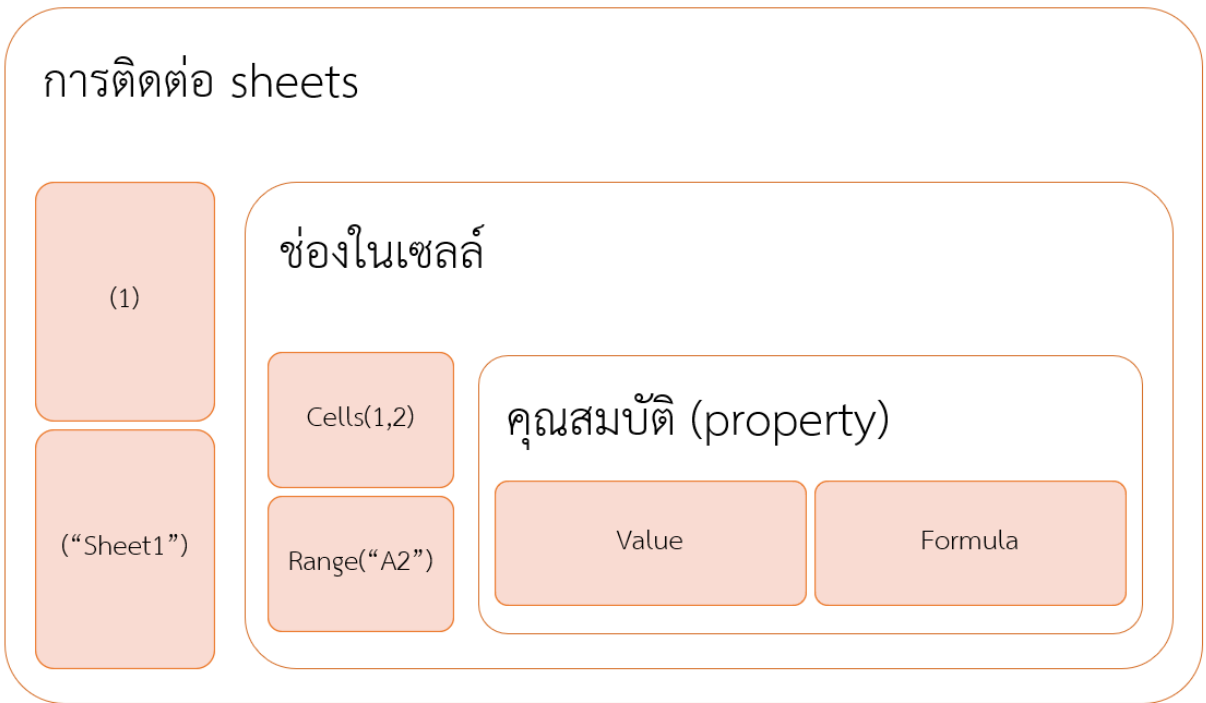 การติดต่อ sheets
(1)
(“Sheet1”)
ช่องในเซลล์
Cells(1,2)
Range(“A2”)
คุณสมบัติ (property)
Value
Formula